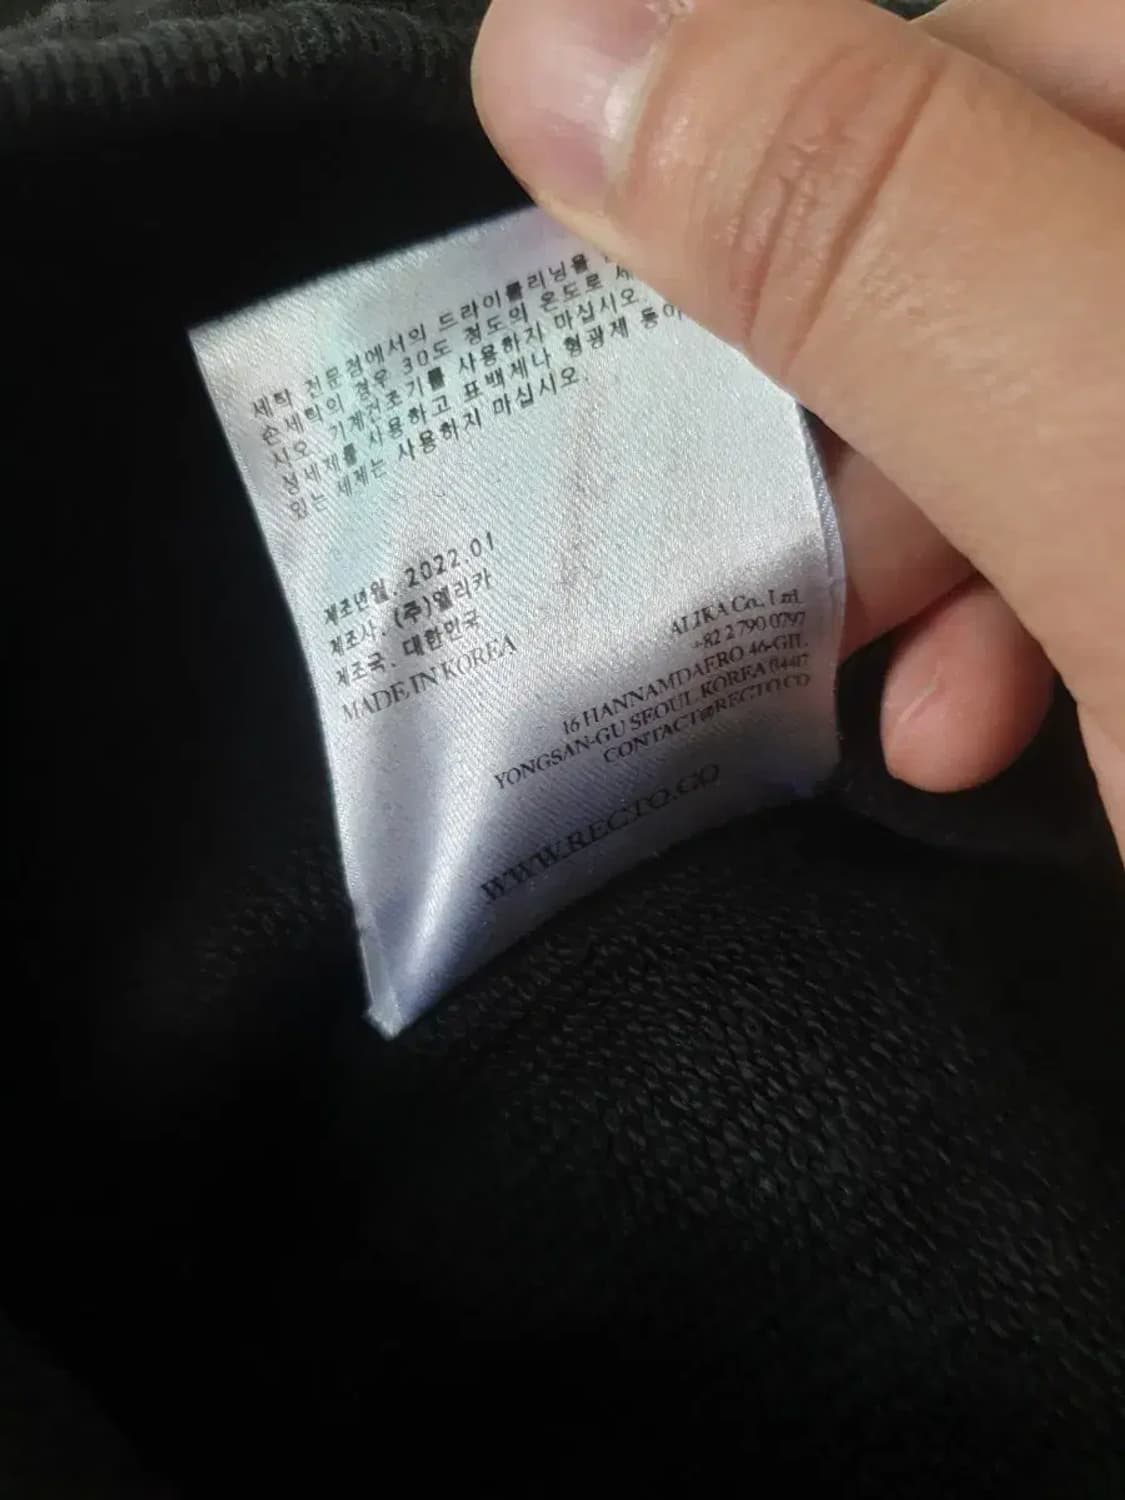 세탁 전문점에서의 드라이클리닝을
손세탁의 경우 30도 정도의 온도로
시오. 기계건조기를 사용하지 마십시오.
성세제를 사용하고 표백제나 형광제 등이
있는 세제는 사용하지 마십시오.
제조년월. 2022.01
제조사. (주)앨리카
제조국. 대한민국
MADE IN KOREA
ALIKA Co., Ltd.
+82 2 790 0797
16 HANNAMDAERO 46-GIL
YONGSAN-GU SEOUL KOREA 04417
CONTACT@RECTO.CO
WWW.RECTO.CO